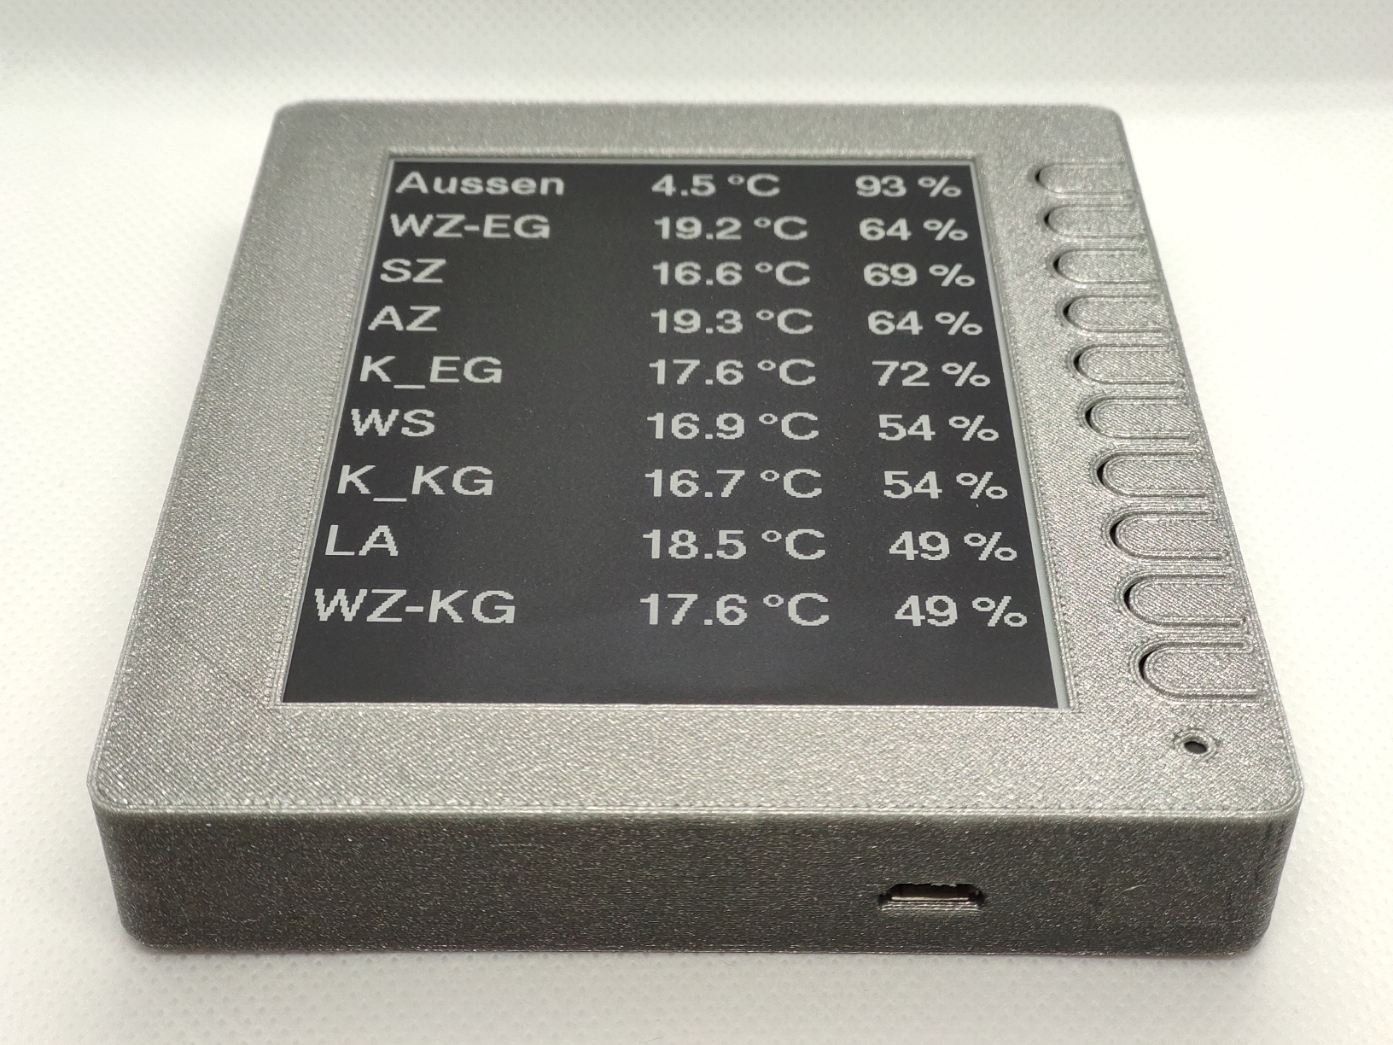 Aussen 4.5 °C 93 %
WZ-EG 19.2 °C 64 %
SZ 16.6 °C 69 %
AZ 19.3 °C 64 %
K_EG 17.6 °C 72 %
WS 16.9 °C 54 %
K_KG 16.7 °C 54 %
LA 18.5 °C 49 %
WZ-KG 17.6 °C 49 %